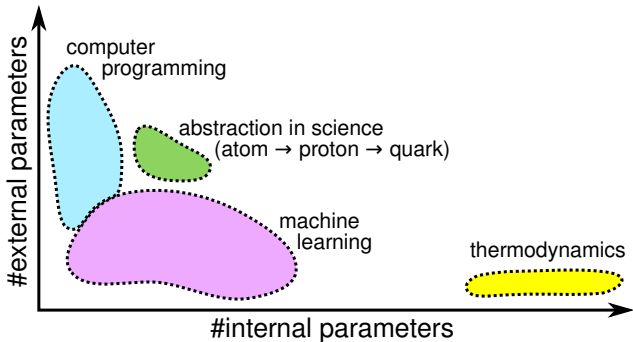 computer
programming
abstraction in science
(atom → proton → quark)
machine
learning
thermodynamics
#external parameters
#internal parameters